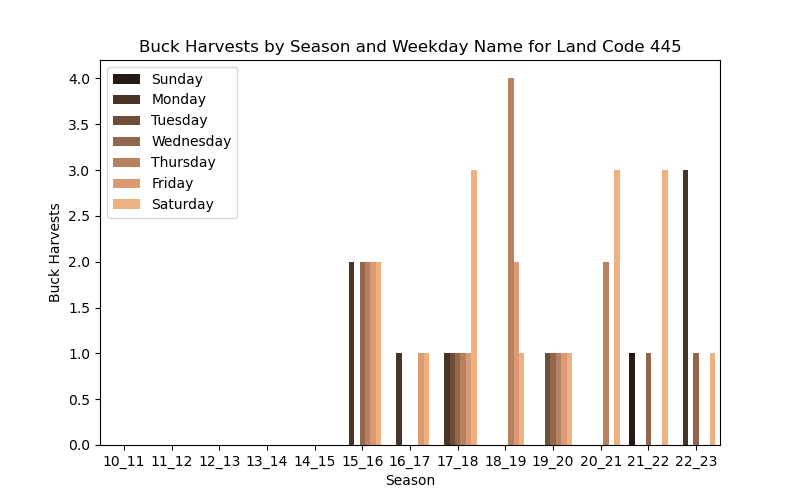 Buck Harvests by Season and Weekday Name for Land Code 445
Sunday
Monday
Tuesday
Wednesday
Thursday
Friday
Saturday
4.0
3.5
3.0
2.5
2.0
1.5
1.0
0.5
0.0
Buck Harvests
10_11 11_12 12_13 13_14 14_15 15_16 16_17 17_18 18_19 19_20 20_21 21_22 22_23
Season